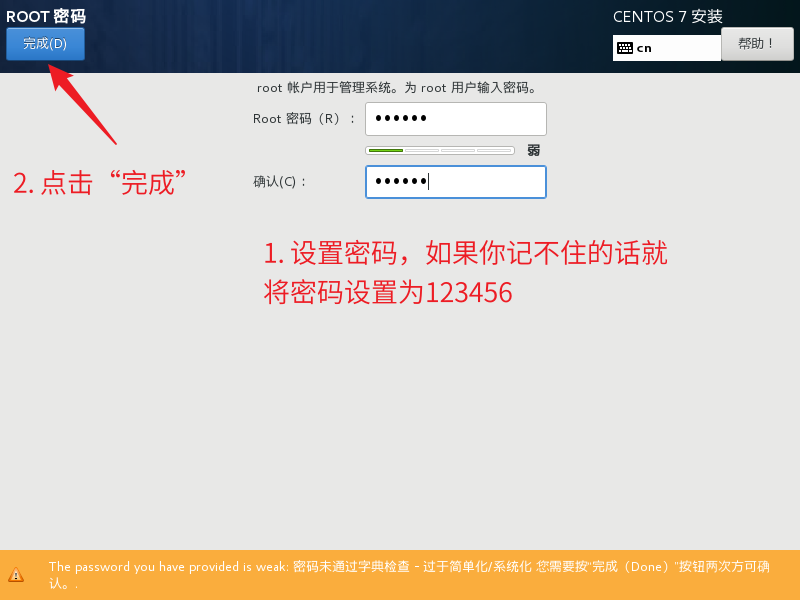 ROOT 密码
CENTOS 7 安装
完成(D)
cn
帮助！
root 帐户用于管理系统。为 root 用户输入密码。
Root 密码（R）：
••••••
弱
确认(C)：
••••••
2. 点击“完成”
1. 设置密码，如果你记不住的话就
将密码设置为123456
The password you have provided is weak: 密码未通过字典检查 - 过于简单化/系统化 您需要按“完成（Done）”按钮两次方可确
认。.